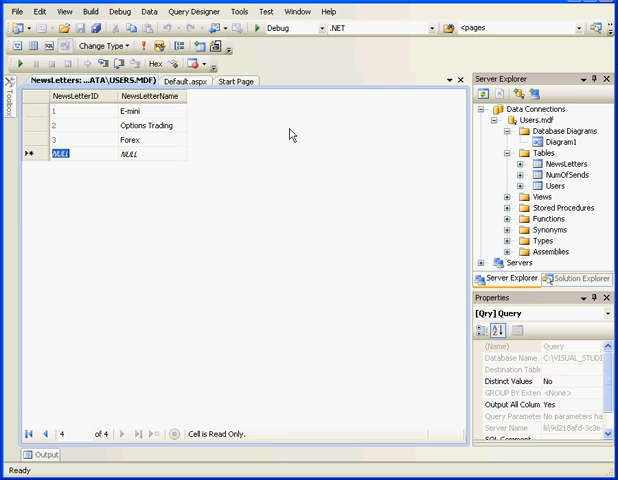 File Edit View Build Debug Data Query Designer Tools Test Window Help
Debug .NET <pages
Change Type
Hex
NewsLetters: ...ATA\USERS.MDF) Default.aspx Start Page
Toolbox
NewsLetterID NewsLetterName
1 E-mini
2 Options Trading
3 Forex
NULL NULL
4 of 4 Cell is Read Only.
Output
Ready
Server Explorer
Data Connections
Users.mdf
Database Diagrams
Diagram1
Tables
NewsLetters
NumOfSends
Users
Views
Stored Procedures
Functions
Synonyms
Types
Assemblies
Servers
Server Explorer Solution Explorer
Properties
[Qry] Query
(Name) Query
Database Name C:\VISUAL_STUD
Destination Table
Distinct Values No
GROUP BY Exten <None>
Output All Colum Yes
Query Parameter No parameters ha
Server Name lil\9d218afd-3c3e-
SQL Comment